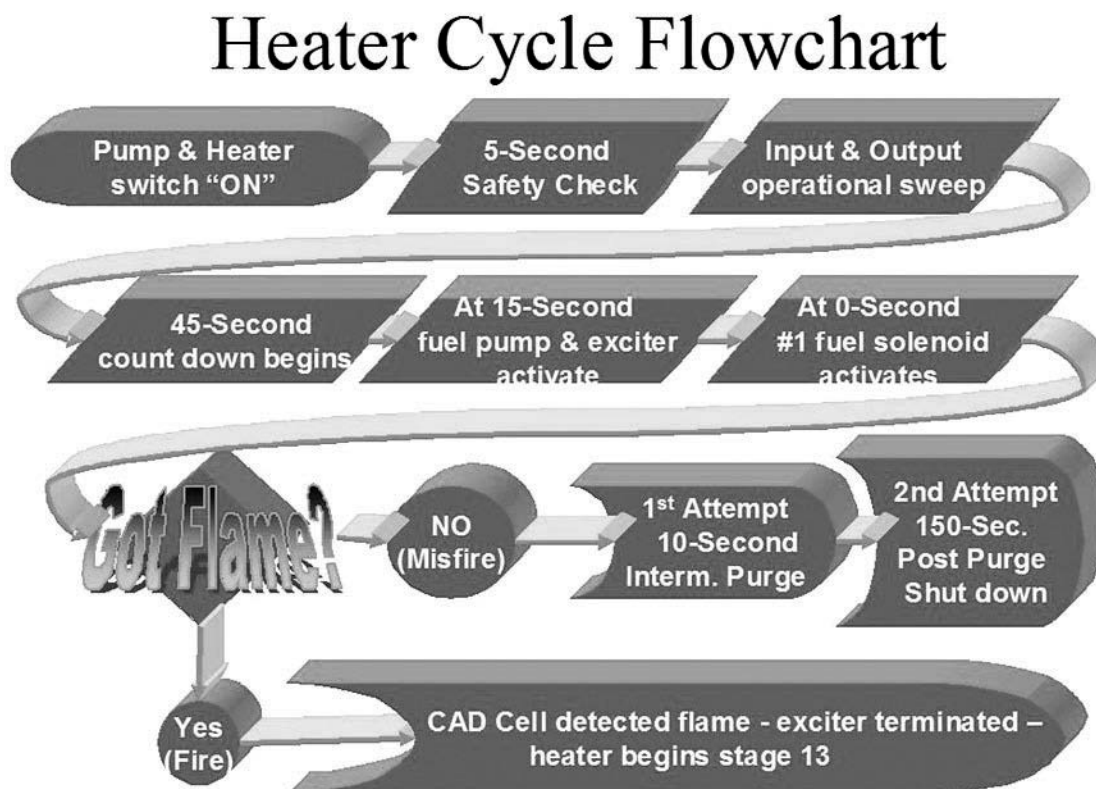 Heater Cycle Flowchart
Pump & Heater
switch “ON”
5-Second
Safety Check
Input & Output
operational sweep
45-Second
count down begins
At 15-Second
fuel pump & exciter
activate
At 0-Second
#1 fuel solenoid
activates
Got Flame?
NO
(Misfire)
1st Attempt
10-Second
Interm. Purge
2nd Attempt
150-Sec.
Post Purge
Shut down
Yes
(Fire)
CAD Cell detected flame - exciter terminated –
heater begins stage 13